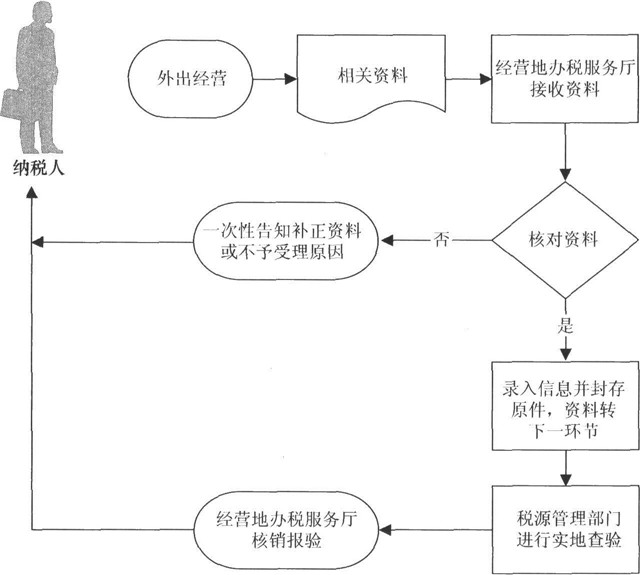 外出经营
相关资料
经营地办税服务厅
接收资料
纳税人
一次性告知补正资料
或不予受理原因
否
核对资料
是
录入信息并封存
原件，资料转
下一环节
经营地办税服务厅
核销报验
税源管理部门
进行实地查验